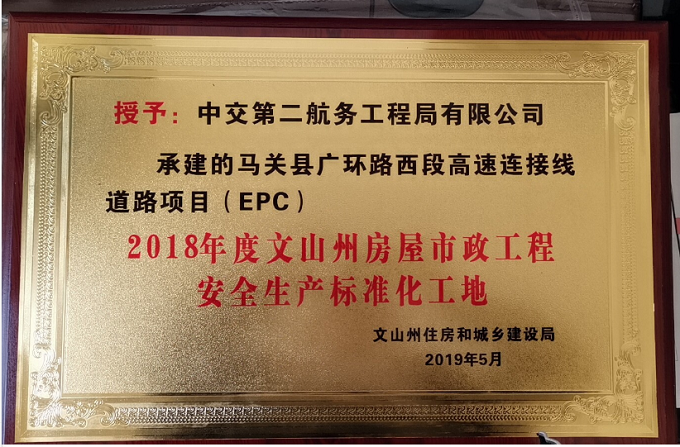 授予：中交第二航务工程局有限公司
承建的马关县广环路西段高速连接线
道路项目（EPC）
2018年度文山州房屋市政工程
安全生产标准化工地
文山州住房和城乡建设局
2019年5月